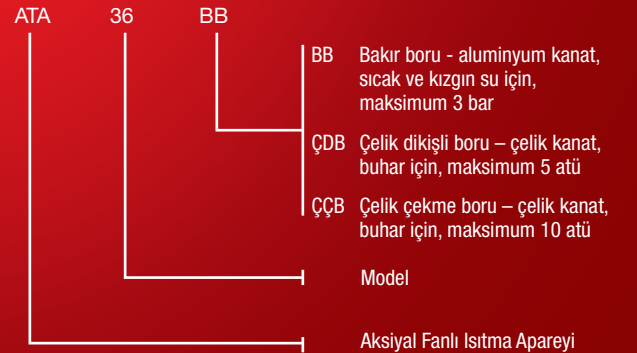 ATA 36 BB
BB Bakır boru - aluminyum kanat,
sıcak ve kızgın su için,
maksimum 3 bar
ÇDB Çelik dikişli boru – çelik kanat,
buhar için, maksimum 5 atü
ÇÇB Çelik çekme boru – çelik kanat,
buhar için, maksimum 10 atü
Model
Aksiyal Fanlı Isıtma Apareyi